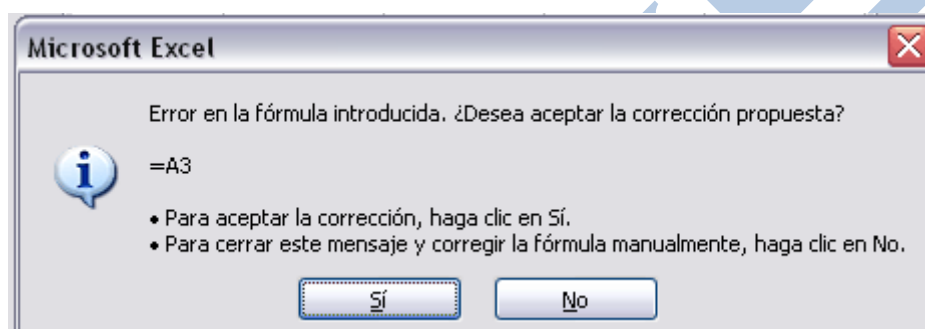 Microsoft Excel
Error en la fórmula introducida. ¿Desea aceptar la corrección propuesta?
=A3
• Para aceptar la corrección, haga clic en Sí.
• Para cerrar este mensaje y corregir la fórmula manualmente, haga clic en No.
Sí No